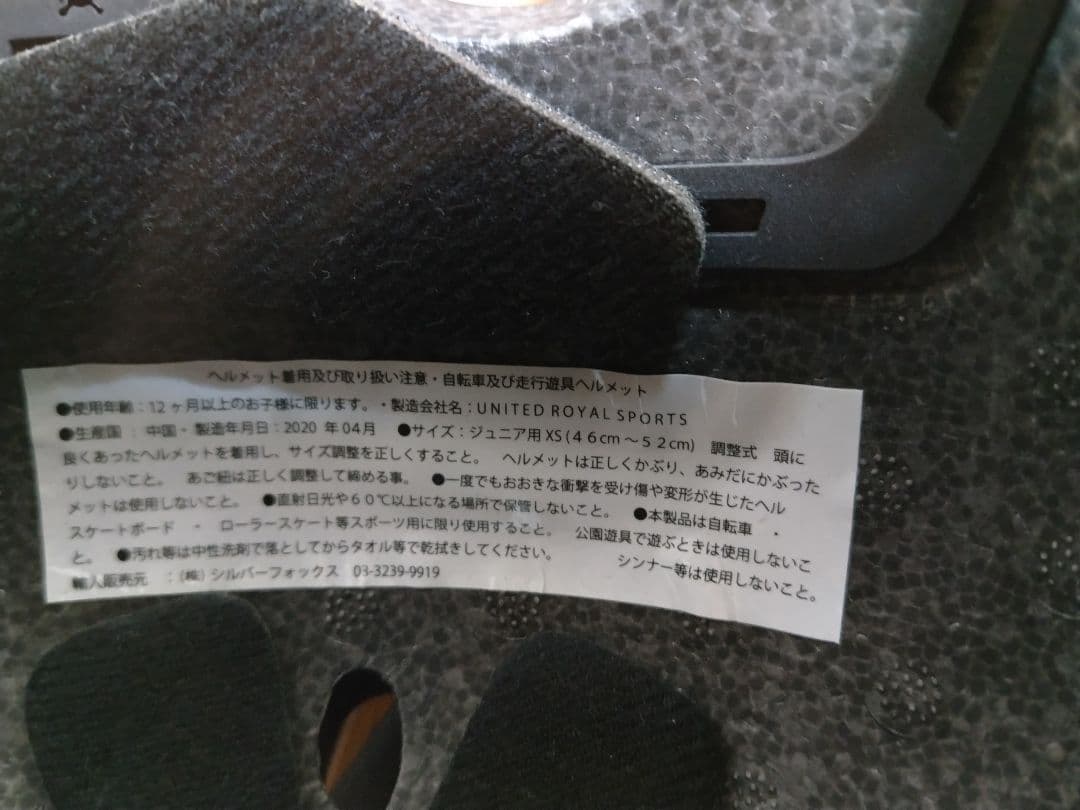 ヘルメット着用及び取り扱い注意・自転車及び走行遊具ヘルメット
●使用年齢：12ヶ月以上のお子様に限ります。・製造会社名：UNITED ROYAL SPORTS
●生産国 ： 中国・ 製造年月日：2020 年 04月 ●サイズ：ジュニア用 XS (46cm～52cm) 調整式 頭に
良くあったヘルメットを着用し、サイズ調整を正しくすること。 ヘルメットは正しくかぶり、あみだにかぶった
りしないこと。 あご紐は正しく調整して締める事。 ●一度でもおおきな衝撃を受け傷や変形が生じたヘル
メットは使用しないこと。 ●直射日光や60℃以上になる場所で保管しないこと。 ●本製品は自転車 ・
スケートボード ・ ローラースケート等スポーツ用に限り使用すること。 公園遊具で遊ぶときは使用しないこ
と。 ●汚れ等は中性洗剤で落としてからタオル等で乾拭きしてください。 シンナー等は使用しないこと。
輸入販売元 ：(株) シルバーフォックス 03-3239-9919